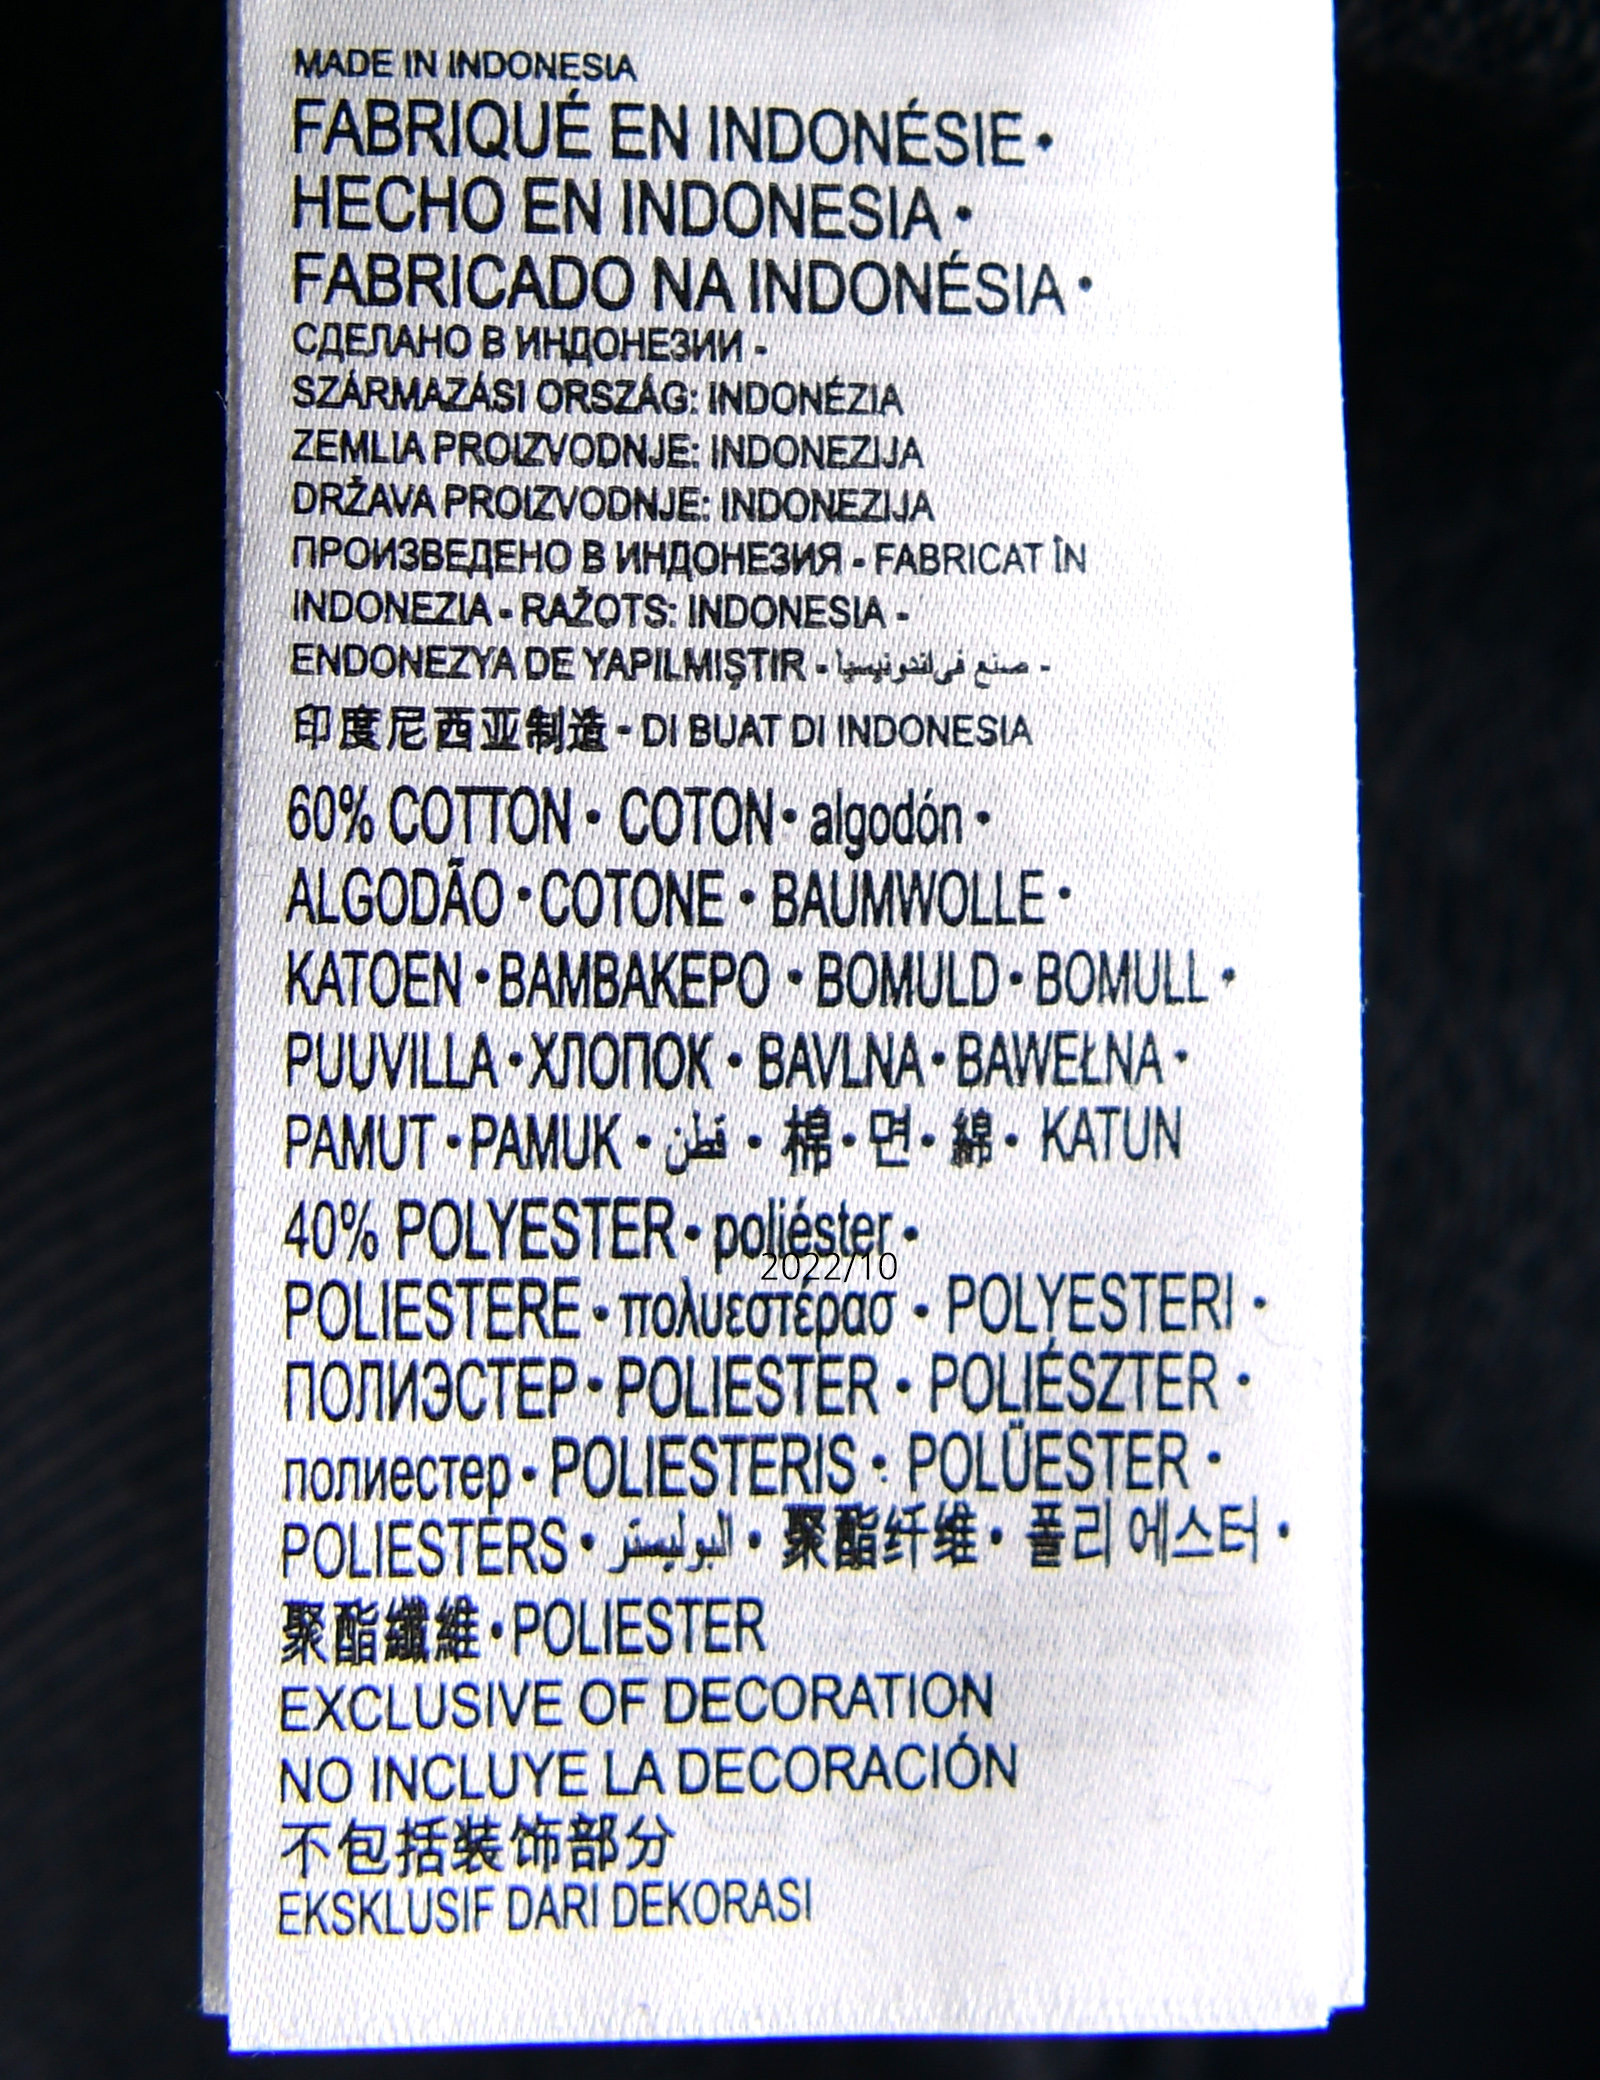 MADE IN INDONESIA
FABRIQUÉ EN INDONÉSIE •
HECHO EN INDONESIA •
FABRICADO NA INDONÉSIA •
СДЕЛАНО В ИНДОНЕЗИИ -
SZÁRMAZÁSI ORSZÁG: INDONÉZIA
ZEMLIA PROIZVODNJE: INDONEZIJA
DRŽAVA PROIZVODNJE: INDONEZIJA
ПРОИЗВЕДЕНО В ИНДОНЕЗИЯ - FABRICAT ÎN
INDONEZIA - RAŽOTS: INDONESIA -
ENDONEZYA DE YAPILMIŞTIR - صنع في اندونيسيا -
印度尼西亚制造 - DI BUAT DI INDONESIA
60% COTTON • COTON • algodón •
ALGODÃO • COTONE • BAUMWOLLE •
KATOEN • BAMBAKEPO • BOMULD • BOMULL •
PUUVILLA • ХЛОПОК • BAVLNA • BAWEŁNA •
PAMUT • PAMUK • قطن • 棉 • 면 • 綿 • KATUN
40% POLYESTER • poliéster •
2022/10
POLIESTERE • πολυεστέρασ • POLYESTERI •
ПОЛИЭСТЕР • POLIESTER • POLIÉSZTER •
полиестер • POLIESTERIS • POLÜESTER •
POLIESTERS • البوليستر • 聚酯纤维 • 폴리 에스터 •
聚酯纖維 • POLIESTER
EXCLUSIVE OF DECORATION
NO INCLUYE LA DECORACIÓN
不包括装饰部分
EKSKLUSIF DARI DEKORASI